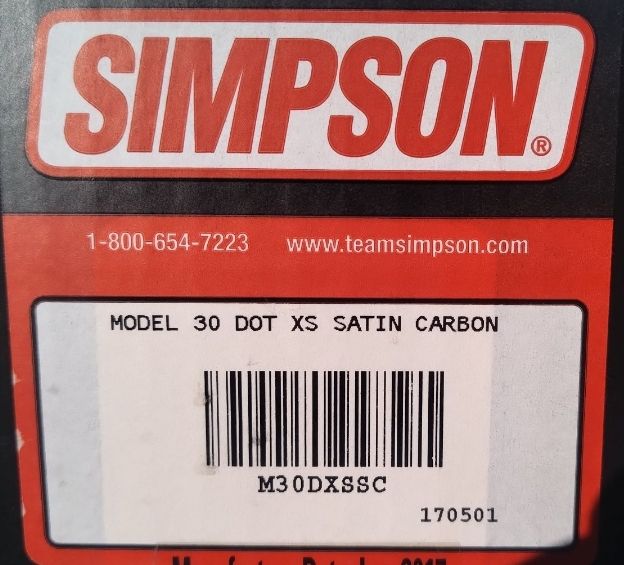 SIMPSON®
1-800-654-7223 www.teamsimpson.com
MODEL 30 DOT XS SATIN CARBON
M30DXSSC
170501